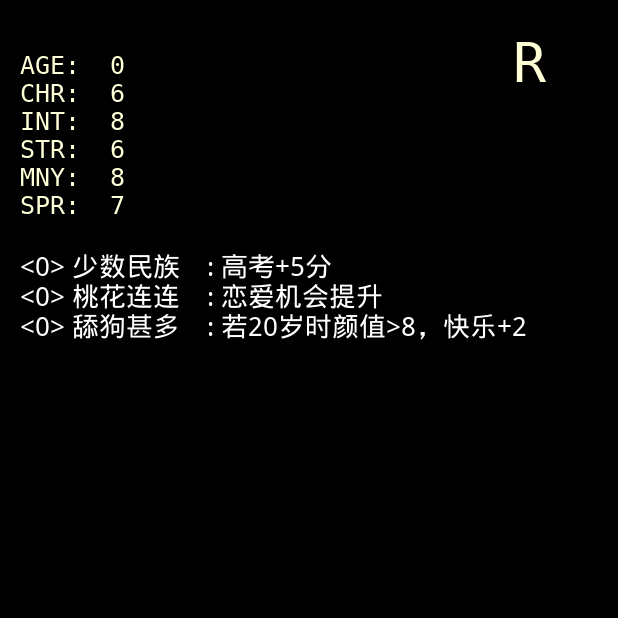 R
AGE: 0
CHR: 6
INT: 8
STR: 6
MNY: 8
SPR: 7
<0> 少数民族 : 高考+5分
<0> 桃花连连 : 恋爱机会提升
<0> 舔狗甚多 : 若20岁时颜值>8，快乐+2